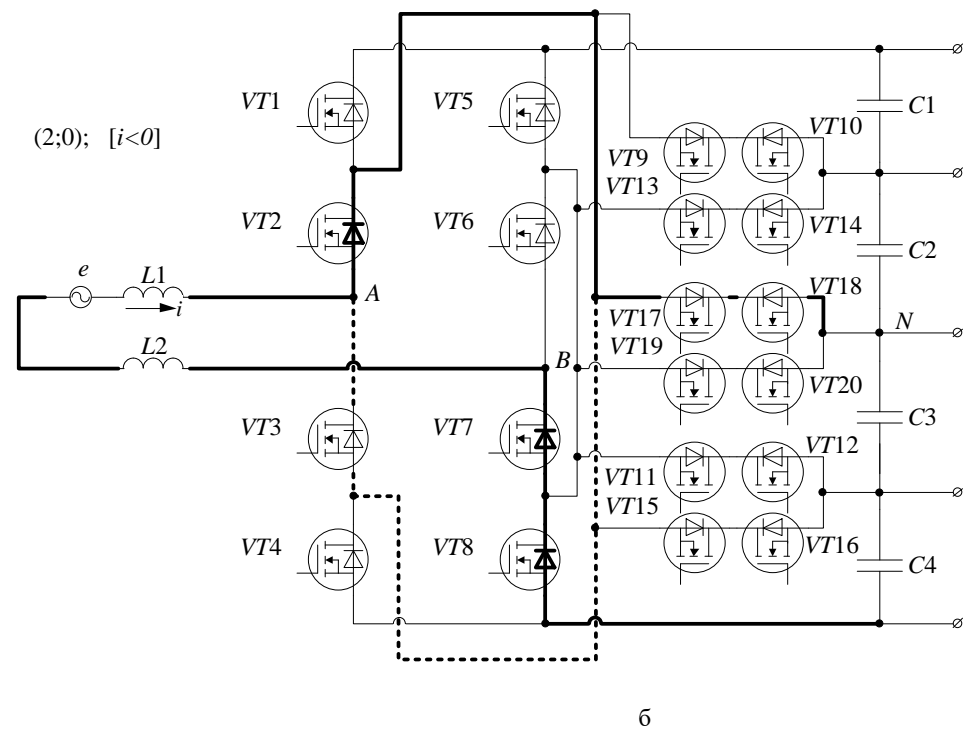 VT1
VT5
C1
VT10
(2;0); [i<0]
VT9
VT13
VT2
VT6
VT14
C2
e
L1
i
A
VT18
VT17
N
VT19
L2
B
VT20
VT3
VT7
C3
VT12
VT11
VT15
VT4
VT8
VT16
C4
б